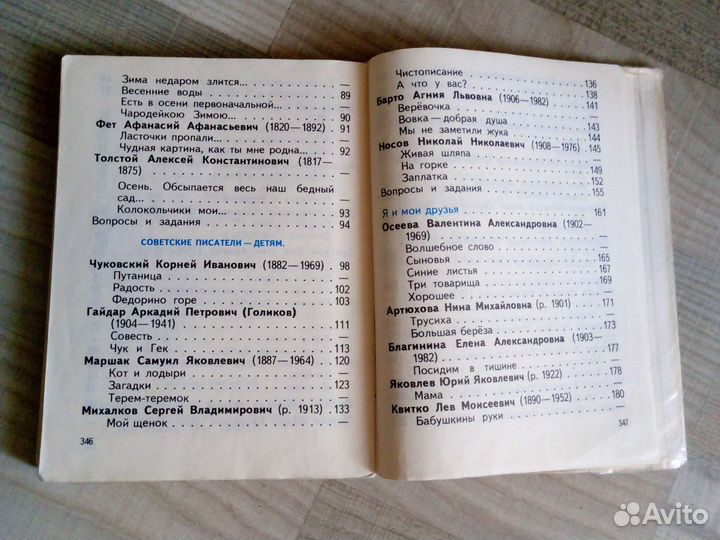 Зима недаром злится... —
Весенние воды 89
Есть в осени первоначальной... —
Чародейкою Зимою... 90
Фет Афанасий Афанасьевич (1820—1892) 91
Ласточки пропали... —
Чудная картина, как ты мне родна... 92
Толстой Алексей Константинович (1817—
1875) —
Осень. Обсыпается весь наш бедный
сад... —
Колокольчики мои... 93
Вопросы и задания 94
СОВЕТСКИЕ ПИСАТЕЛИ — ДЕТЯМ.
Чуковский Корней Иванович (1882—1969) 98
Путаница —
Радость 102
Федорино горе 103
Гайдар Аркадий Петрович (Голиков)
(1904—1941) 111
Совесть —
Чук и Гек 113
Маршак Самуил Яковлевич (1887—1964) 120
Кот и лодыри —
Загадки 123
Терем-теремок —
Михалков Сергей Владимирович (р. 1913) 133
Мой щенок —
346
Чистописание —
А что у вас? 136
Барто Агния Львовна (1906—1982) 138
Верёвочка 141
Вовка — добрая душа —
Мы не заметили жука 143
Носов Николай Николаевич (1908—1976) 144
Живая шляпа 145
На горке —
Заплатка 149
Вопросы и задания 152
155
Я и мои друзья
Осеева Валентина Александровна (1902— 161
1969) —
Волшебное слово —
Сыновья 165
Синие листья 167
Три товарища 169
Хорошее —
Артюхова Нина Михайловна (р. 1901) 171
Трусиха —
Большая берёза 173
Благинина Елена Александровна (1903—
1982) 177
Посидим в тишине —
Яковлев Юрий Яковлевич (р. 1922) 178
Мама —
Квитко Лев Моисеевич (1890—1952) 180
Бабушкины руки —
347
Avito